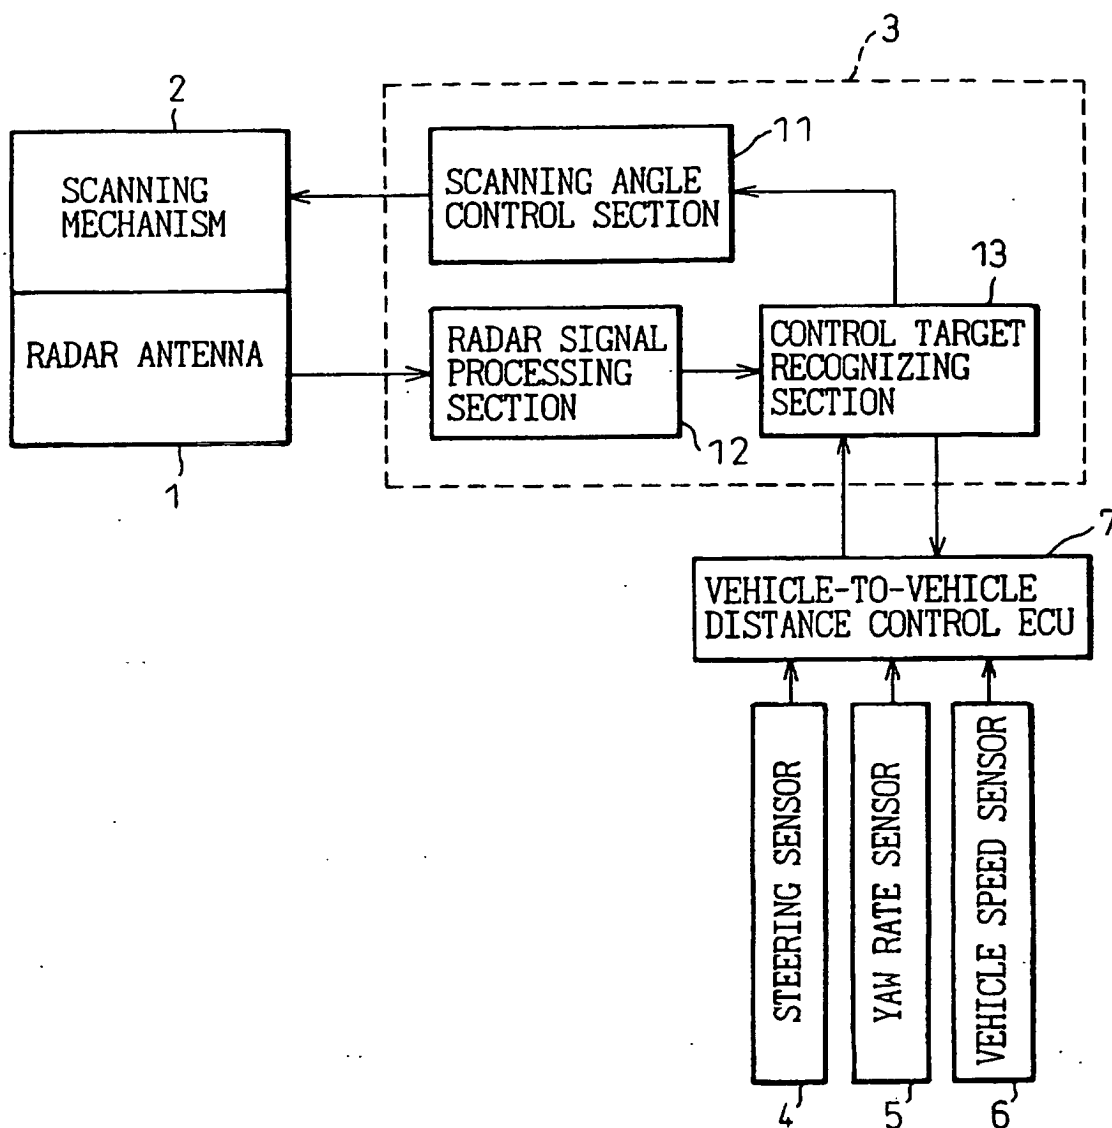 3
2
11
SCANNING
MECHANISM
SCANNING ANGLE
CONTROL SECTION
13
RADAR ANTENNA
RADAR SIGNAL
PROCESSING
SECTION
CONTROL TARGET
RECOGNIZING
SECTION
12
1
7
VEHICLE-TO-VEHICLE
DISTANCE CONTROL ECU
STEERING SENSOR
YAW RATE SENSOR
VEHICLE SPEED SENSOR
4
5
6